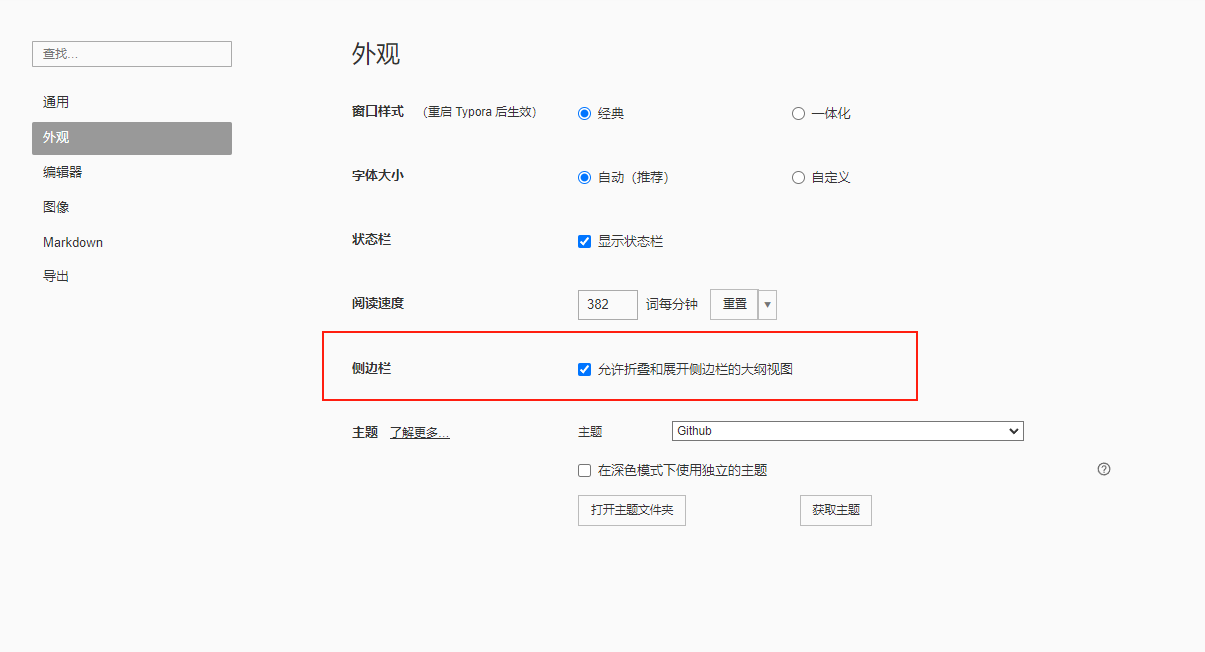 查找...
通用
外观
编辑器
图像
Markdown
导出
外观
窗口样式 （重启 Typora 后生效） 经典 一体化
字体大小 自动（推荐） 自定义
状态栏 显示状态栏
阅读速度 382 词每分钟 重置
侧边栏 允许折叠和展开侧边栏的大纲视图
主题 了解更多... 主题 Github
在深色模式下使用独立的主题
打开主题文件夹 获取主题